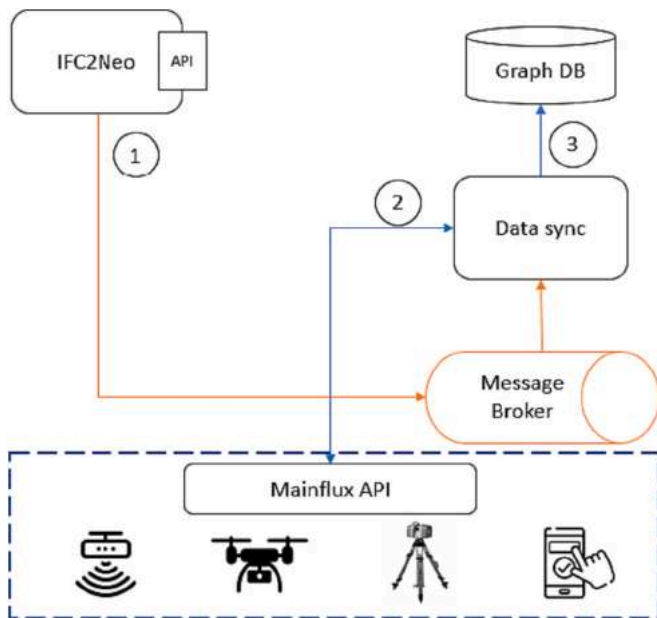 IFC2Neo
API
Graph DB
1
3
2
Data sync
Message
Broker
Mainflux API